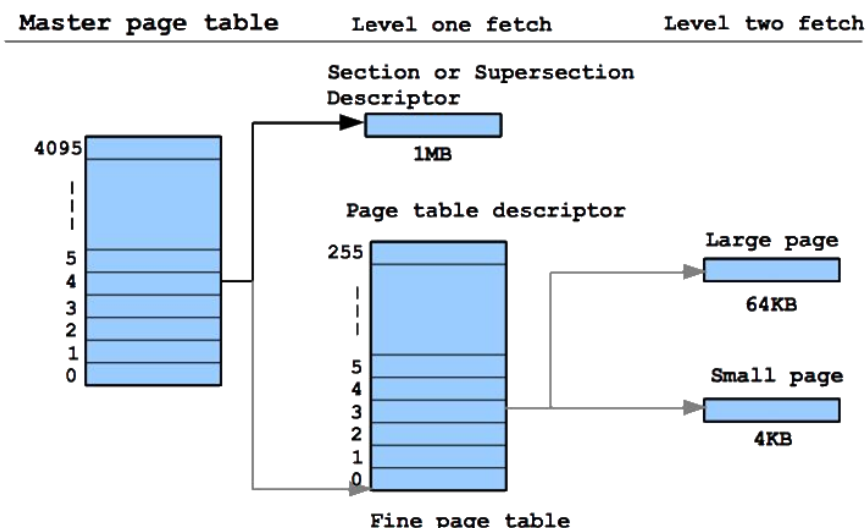 Master page table
Level one fetch
Level two fetch
Section or Supersection
Descriptor
1MB
4095
5
4
3
2
1
0
Page table descriptor
255
5
4
3
2
1
0
Fine page table
Large page
64KB
Small page
4KB